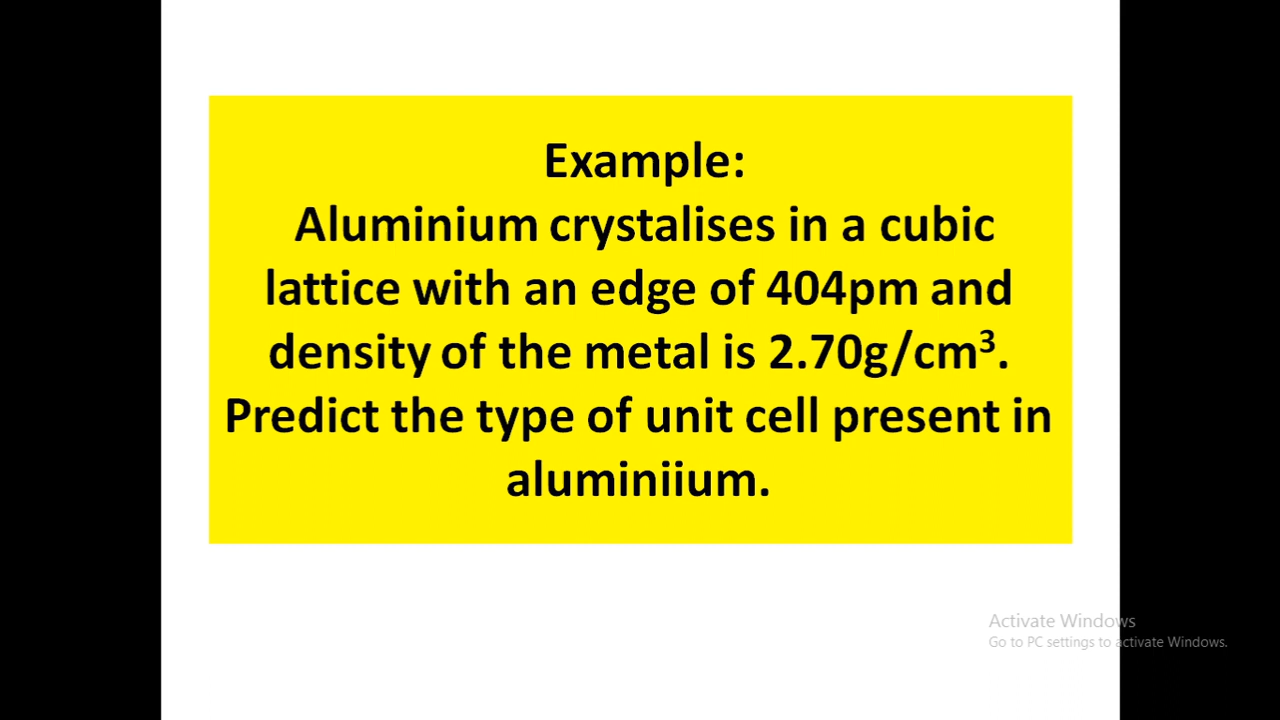 Example:
Aluminium crystalises in a cubic
lattice with an edge of 404pm and
density of the metal is 2.70g/cm³.
Predict the type of unit cell present in
aluminiium.
Activate Windows
Go to PC settings to activate Windows.